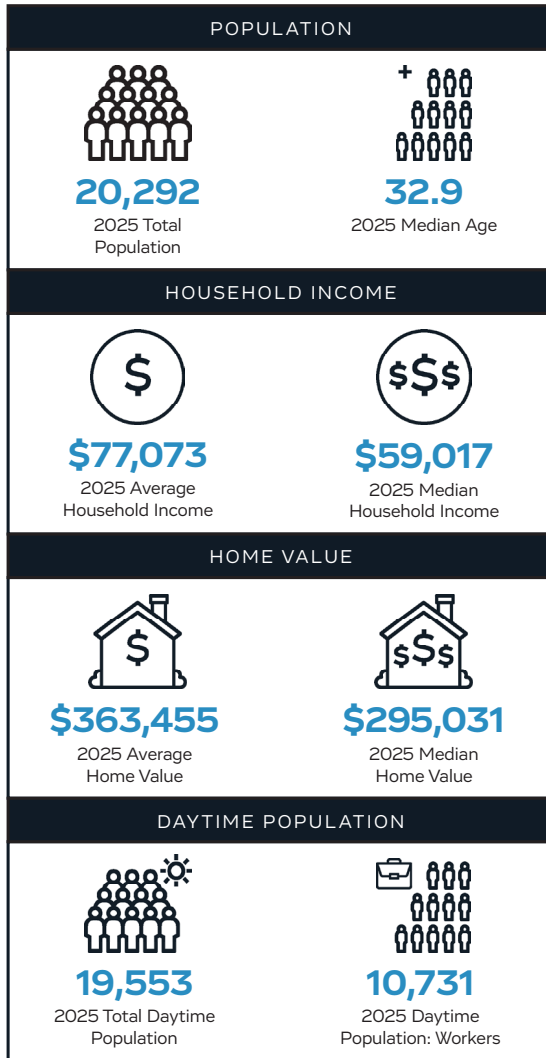 POPULATION
20,292
2025 Total
Population
32.9
2025 Median Age
HOUSEHOLD INCOME
$
$77,073
2025 Average
Household Income
$$$
$59,017
2025 Median
Household Income
HOME VALUE
$
$363,455
2025 Average
Home Value
$$$
$295,031
2025 Median
Home Value
DAYTIME POPULATION
19,553
2025 Total Daytime
Population
10,731
2025 Daytime
Population: Workers